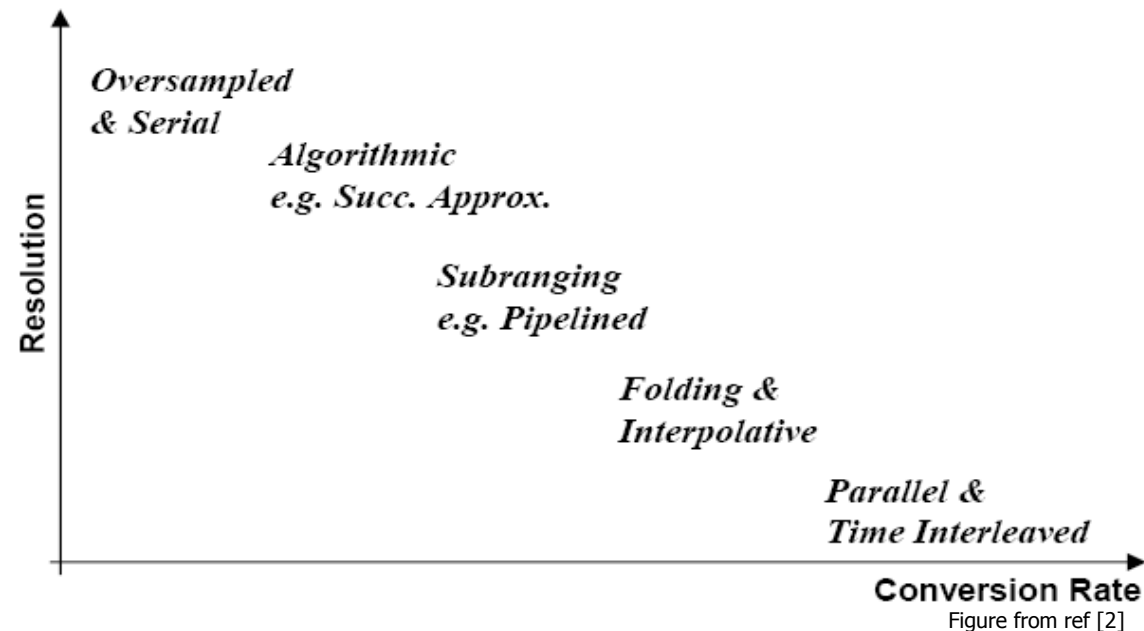 Oversampled
& Serial
Algorithmic
e.g. Succ. Approx.
Subranging
e.g. Pipelined
Folding &
Interpolative
Parallel &
Time Interleaved
Resolution
Conversion Rate
Figure from ref [2]